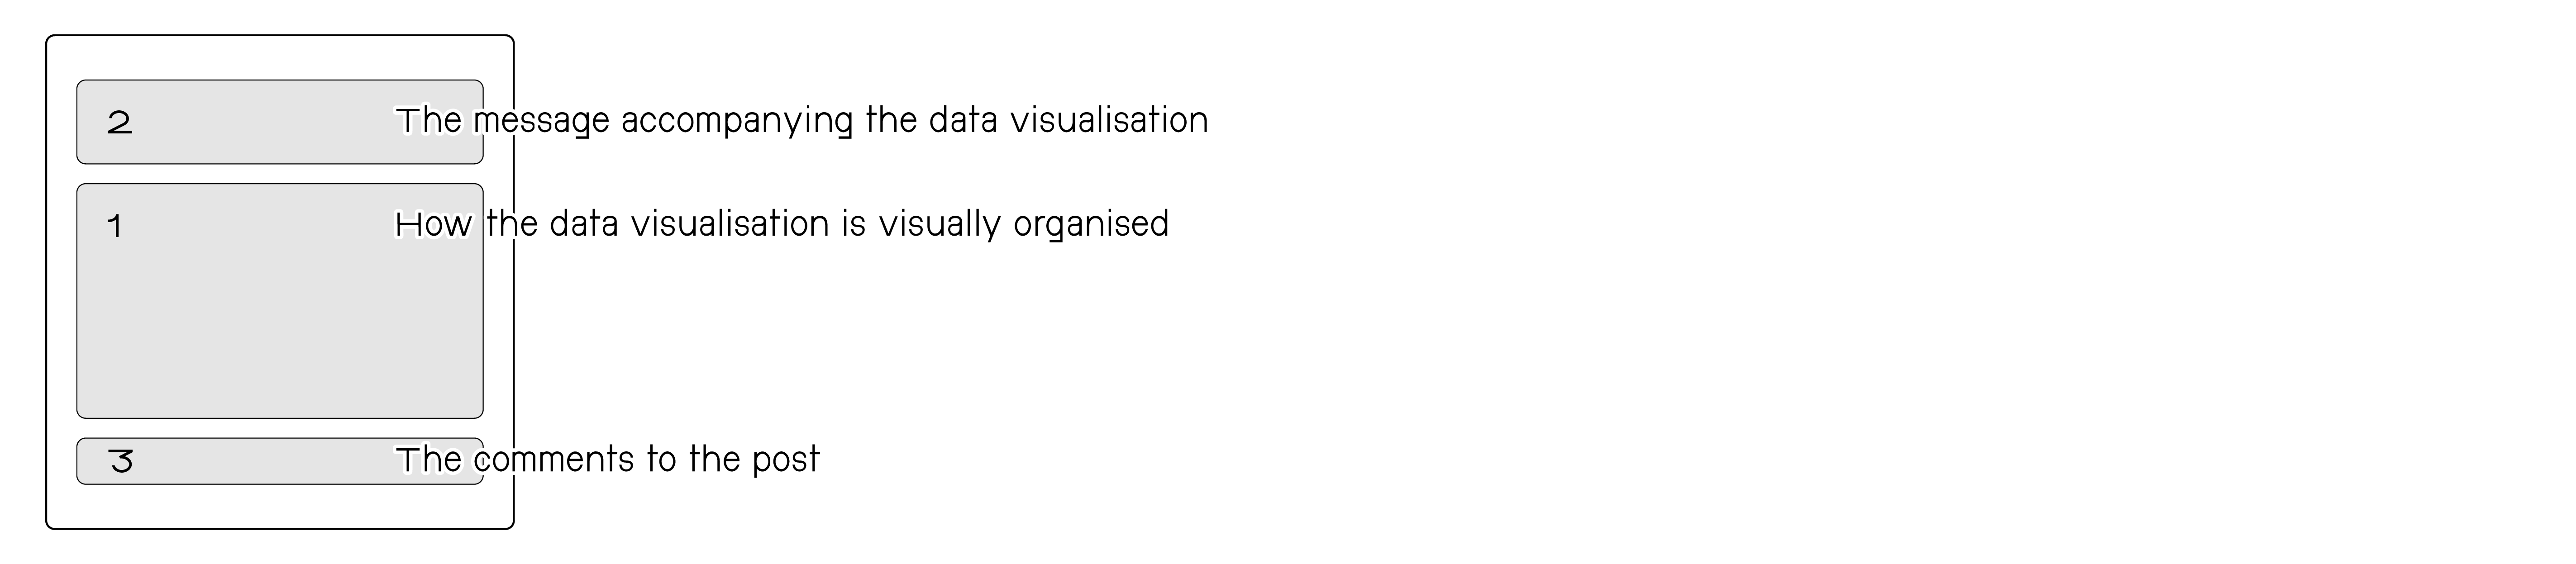 2 The message accompanying the data visualisation
1 How the data visualisation is visually organised
3 The comments to the post